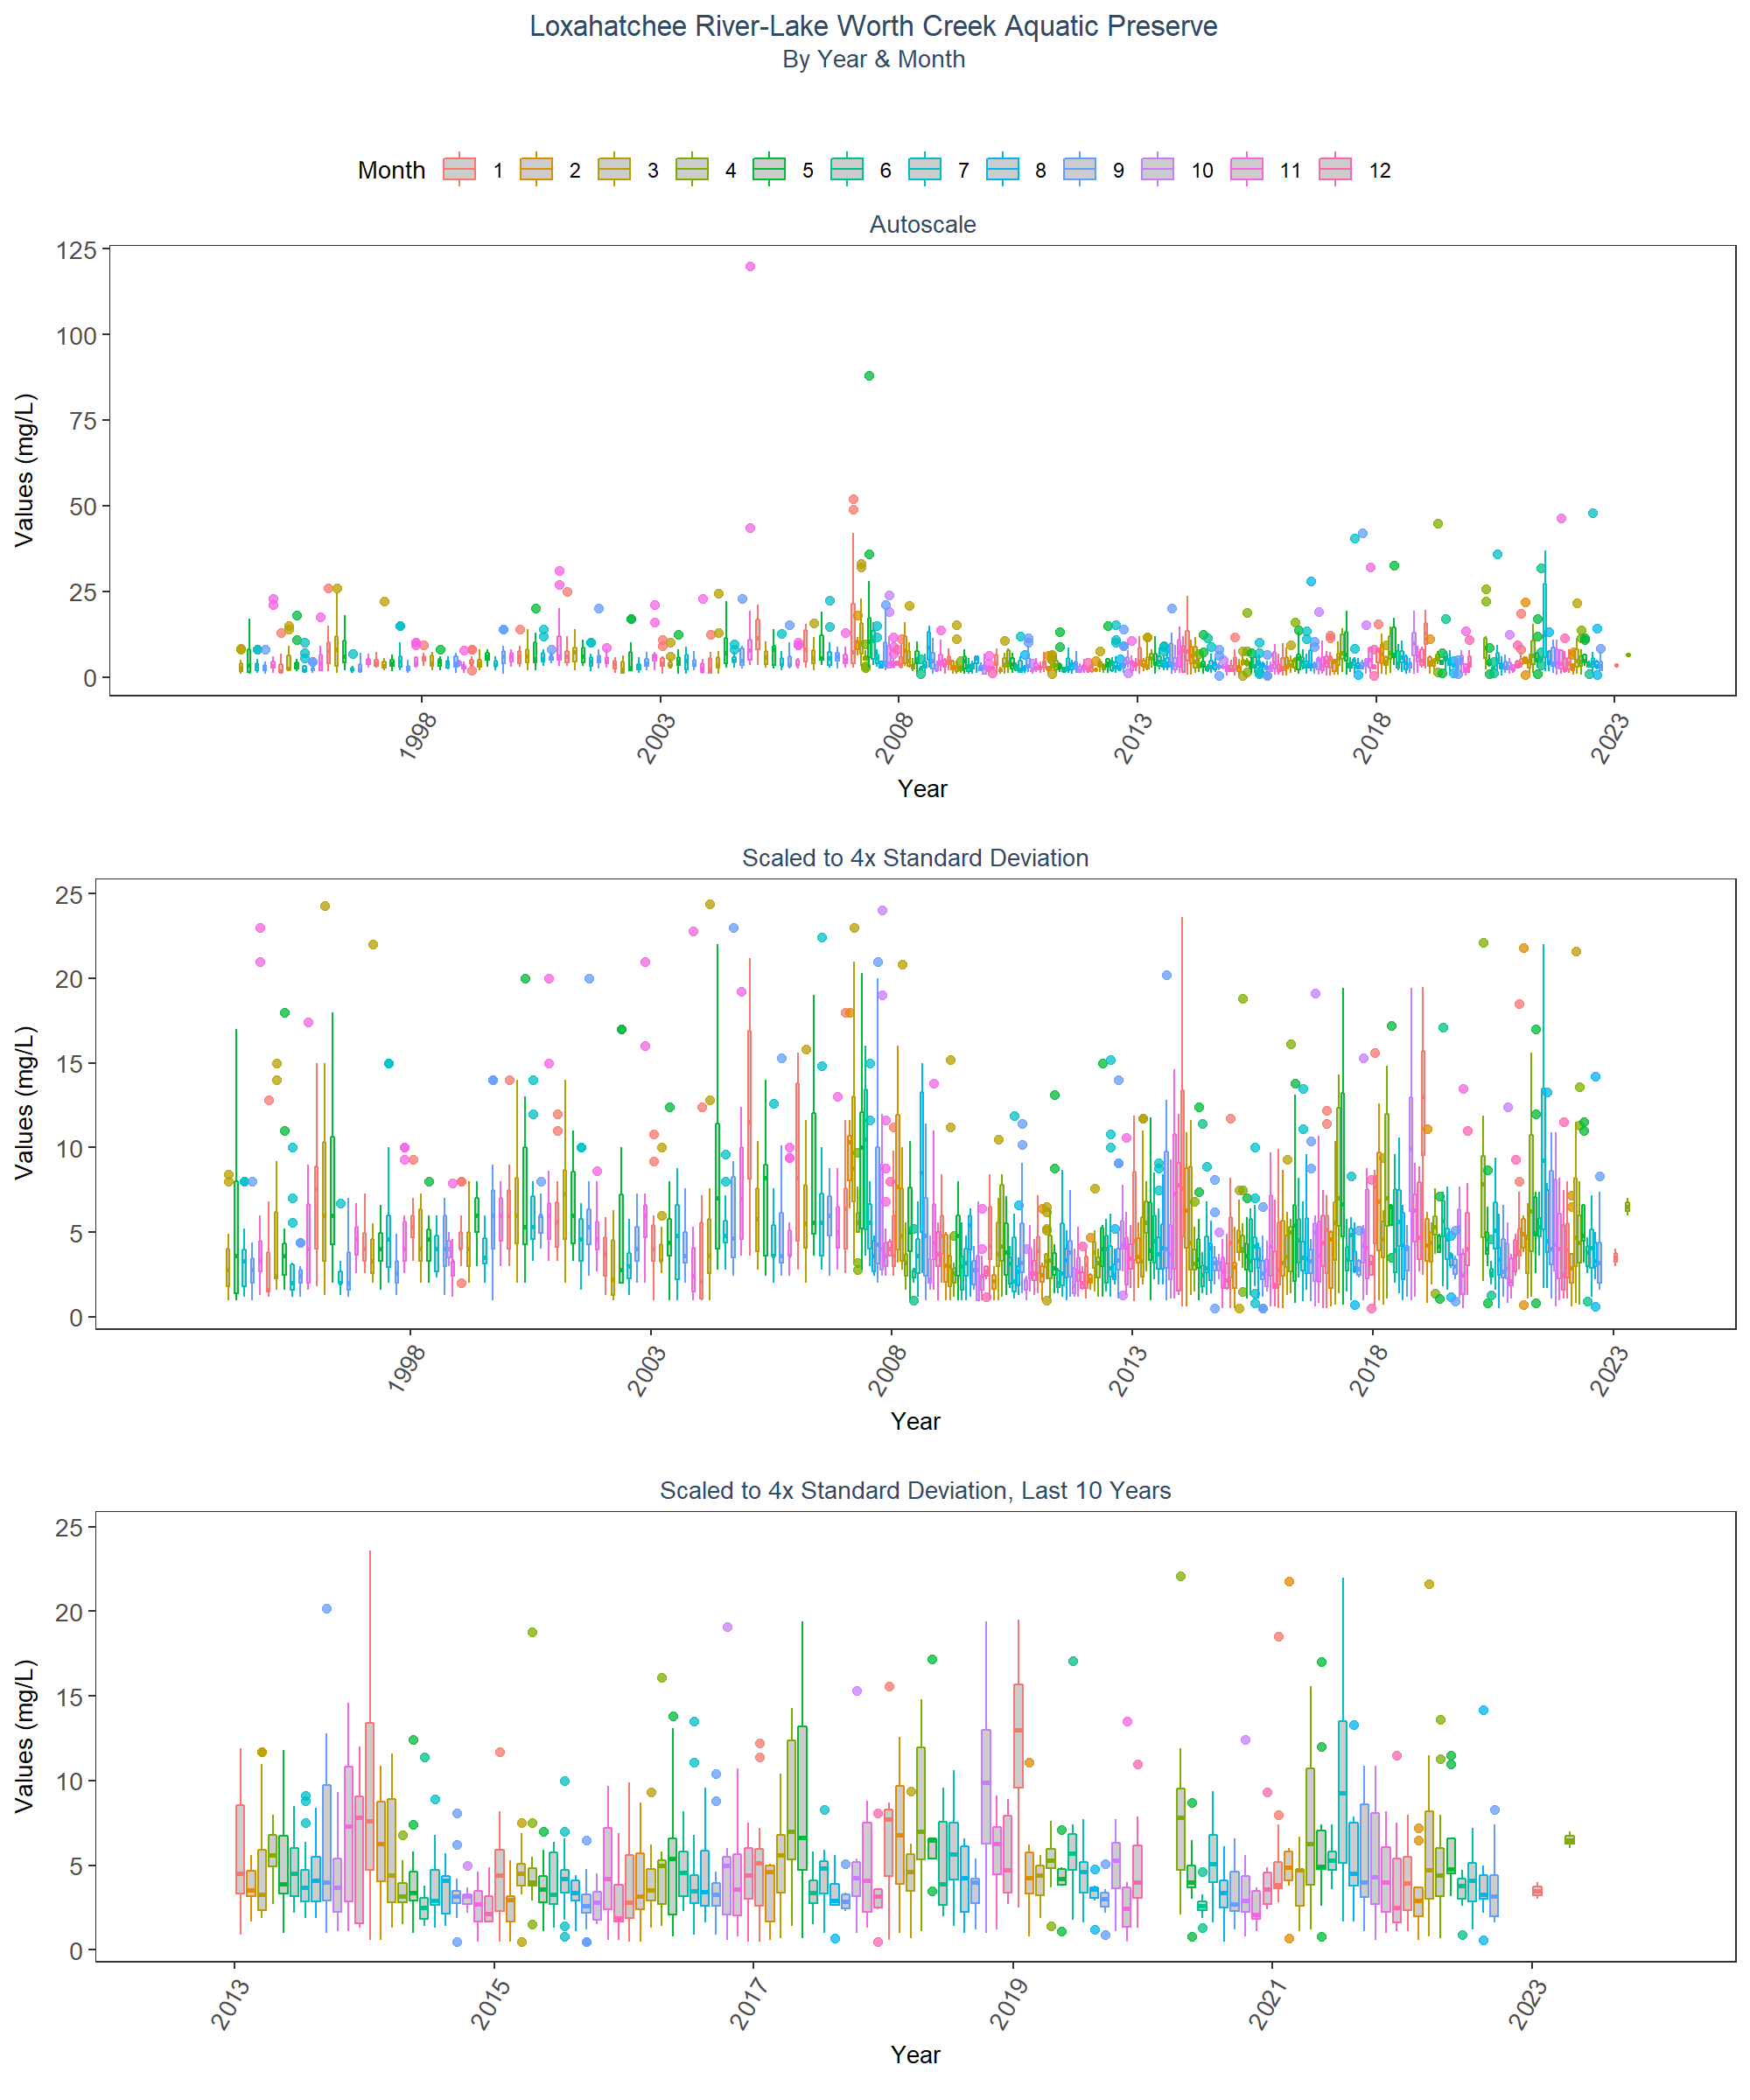 Loxahatchee River-Lake Worth Creek Aquatic Preserve
By Year & Month
Month 1 2 3 4 5 6 7 8 9 10 11 12
Autoscale
125
100
75
50
25
0
Values (mg/L)
1998 2003 2008 2013 2018 2023
Year
Scaled to 4x Standard Deviation
25
20
15
10
5
0
Values (mg/L)
1998 2003 2008 2013 2018 2023
Year
Scaled to 4x Standard Deviation, Last 10 Years
25
20
15
10
5
0
Values (mg/L)
2013 2015 2017 2019 2021 2023
Year